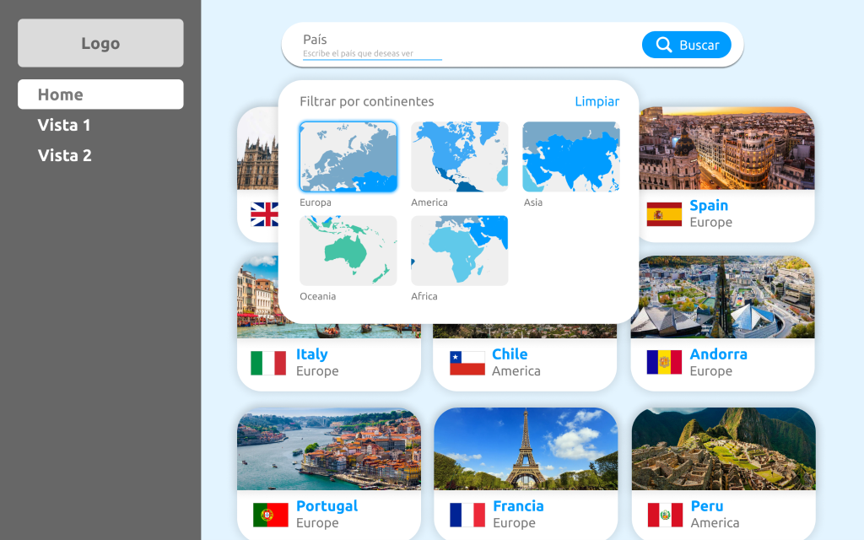 Logo
Home
Vista 1
Vista 2
País
Escribe el país que deseas ver
Buscar
Filtrar por continentes
Limpiar
Europa
America
Asia
Oceania
Africa
Spain
Europe
Italy
Europe
Chile
America
Andorra
Europe
Portugal
Europe
Francia
Europe
Peru
America